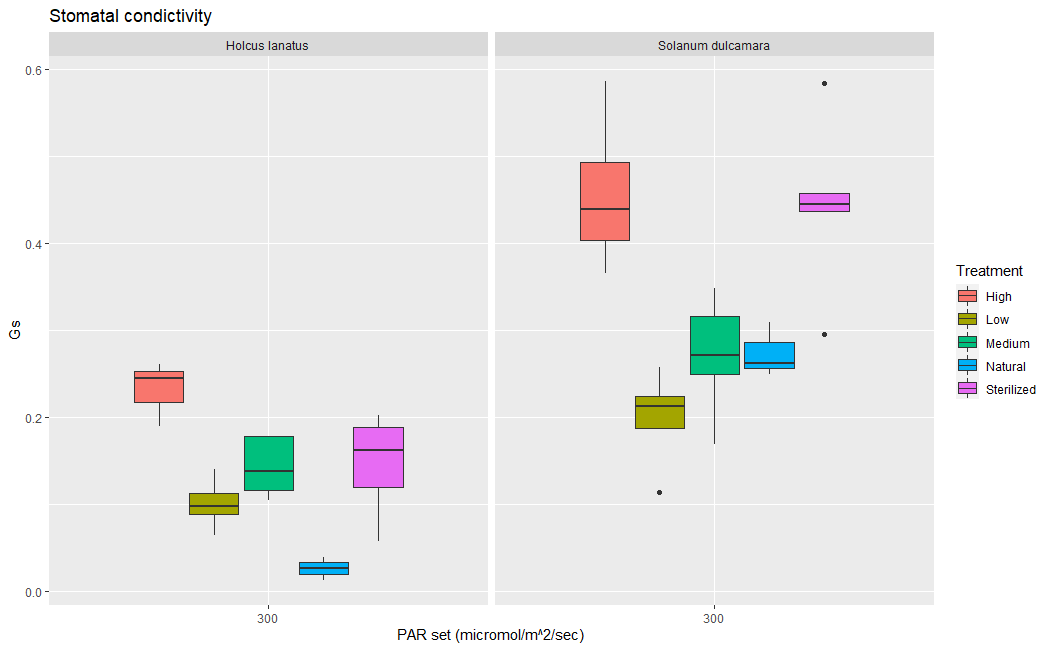 Stomatal condictivity
Holcus lanatus
Solanum dulcamara
0.6
0.4
0.2
0.0
Gs
300
300
PAR set (micromol/m^2/sec)
Treatment
High
Low
Medium
Natural
Sterilized